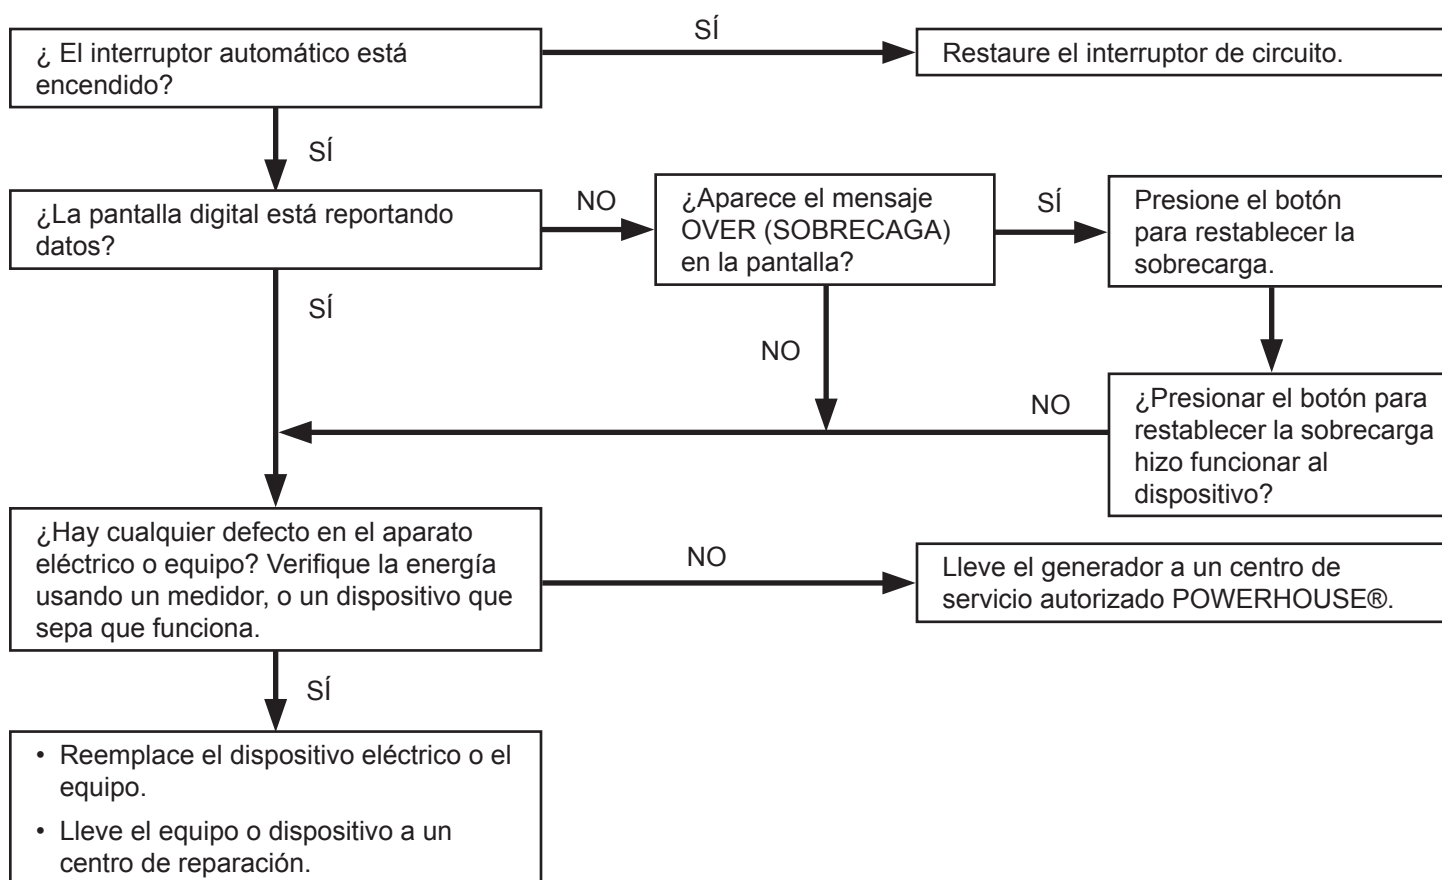 ¿ El interruptor automático está
encendido?
SÍ
Restaure el interruptor de circuito.
SÍ
¿La pantalla digital está reportando
datos?
NO
¿Aparece el mensaje
OVER (SOBRECAGA)
en la pantalla?
SÍ
Presione el botón
para restablecer la
sobrecarga.
SÍ
NO
NO
¿Presionar el botón para
restablecer la sobrecarga
hizo funcionar al
dispositivo?
¿Hay cualquier defecto en el aparato
eléctrico o equipo? Verifique la energía
usando un medidor, o un dispositivo que
sepa que funciona.
NO
Lleve el generador a un centro de
servicio autorizado POWERHOUSE®.
SÍ
• Reemplace el dispositivo eléctrico o el
equipo.
• Lleve el equipo o dispositivo a un
centro de reparación.